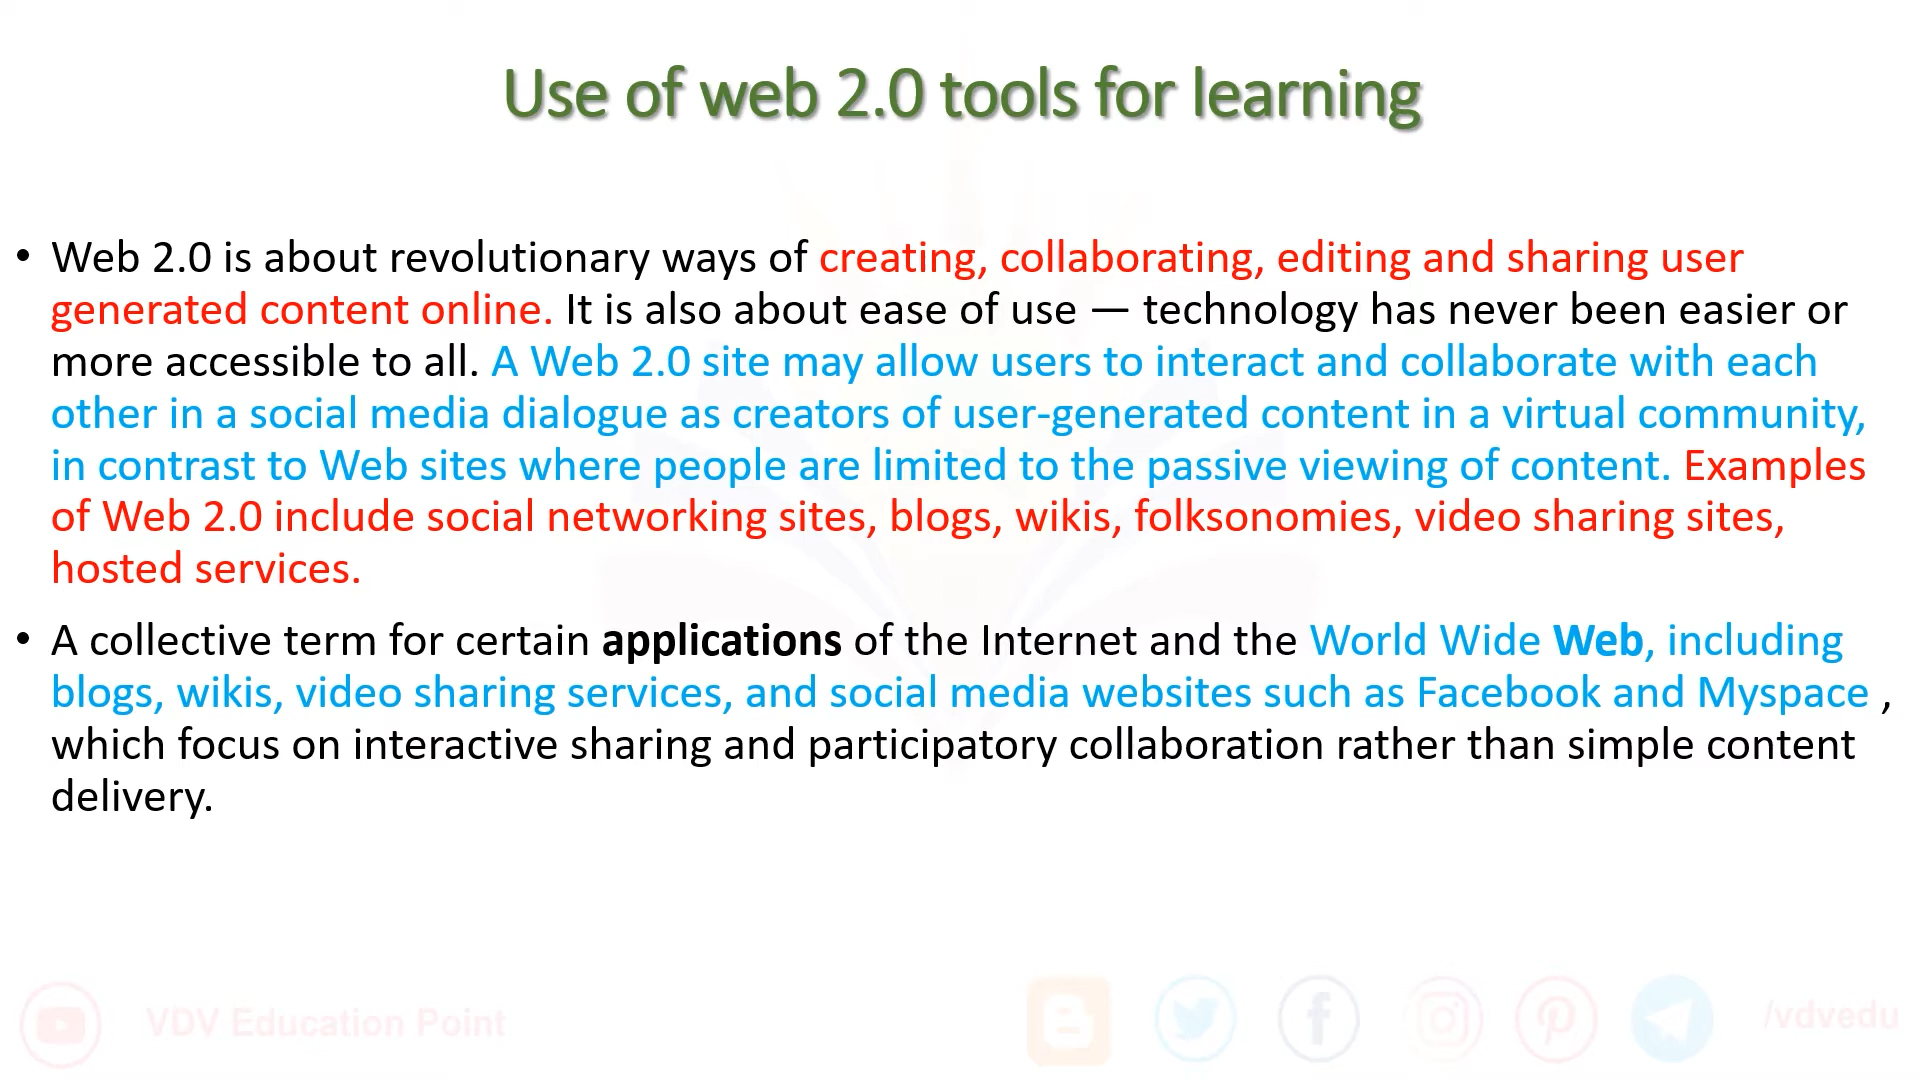 Use of web 2.0 tools for learning
• Web 2.0 is about revolutionary ways of creating, collaborating, editing and sharing user
generated content online. It is also about ease of use — technology has never been easier or
more accessible to all. A Web 2.0 site may allow users to interact and collaborate with each
other in a social media dialogue as creators of user-generated content in a virtual community,
in contrast to Web sites where people are limited to the passive viewing of content. Examples
of Web 2.0 include social networking sites, blogs, wikis, folksonomies, video sharing sites,
hosted services.
• A collective term for certain applications of the Internet and the World Wide Web, including
blogs, wikis, video sharing services, and social media websites such as Facebook and Myspace ,
which focus on interactive sharing and participatory collaboration rather than simple content
delivery.
VDV Education Point
/vdvedu